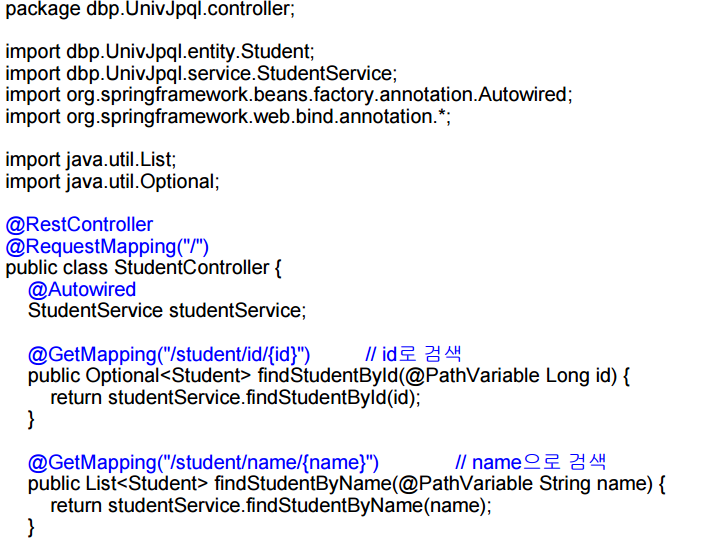 package dbp.UnivJpql.controller;
import dbp.UnivJpql.entity.Student;
import dbp.UnivJpql.service.StudentService;
import org.springframework.beans.factory.annotation.Autowired;
import org.springframework.web.bind.annotation.*;
import java.util.List;
import java.util.Optional;
@RestController
@RequestMapping("/")
public class StudentController {
@Autowired
StudentService studentService;
@GetMapping("/student/id/{id}") // id로 검색
public Optional<Student> findStudentById(@PathVariable Long id) {
return studentService.findStudentById(id);
}
@GetMapping("/student/name/{name}") // name으로 검색
public List<Student> findStudentByName(@PathVariable String name) {
return studentService.findStudentByName(name);
}